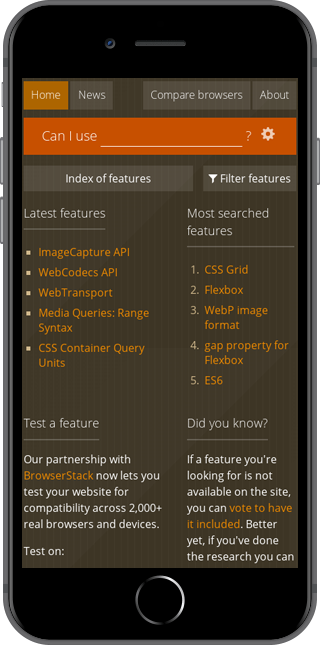 Home News Compare browsers About
Can I use ?
Index of features
Filter features
Latest features
ImageCapture API
WebCodecs API
WebTransport
Media Queries: Range
Syntax
CSS Container Query
Units
Most searched
features
1. CSS Grid
2. Flexbox
3. WebP image
format
4. gap property for
Flexbox
5. ES6
Test a feature
Our partnership with
BrowserStack now lets you
test your website for
compatibility across 2,000+
real browsers and devices.
Test on:
Did you know?
If a feature you're
looking for is not
available on the site,
you can vote to have
it included. Better
yet, if you've done
the research you can